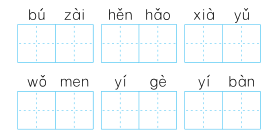 bú zài hěn hǎo xià yǔ
wǒ men yí gè yí bàn